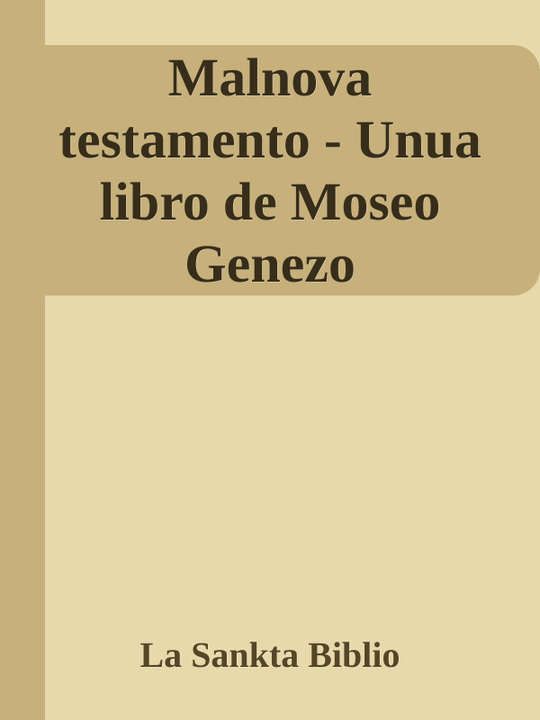 Malnova
testamento - Unua
libro de Moseo
Genezo
La Sankta Biblio